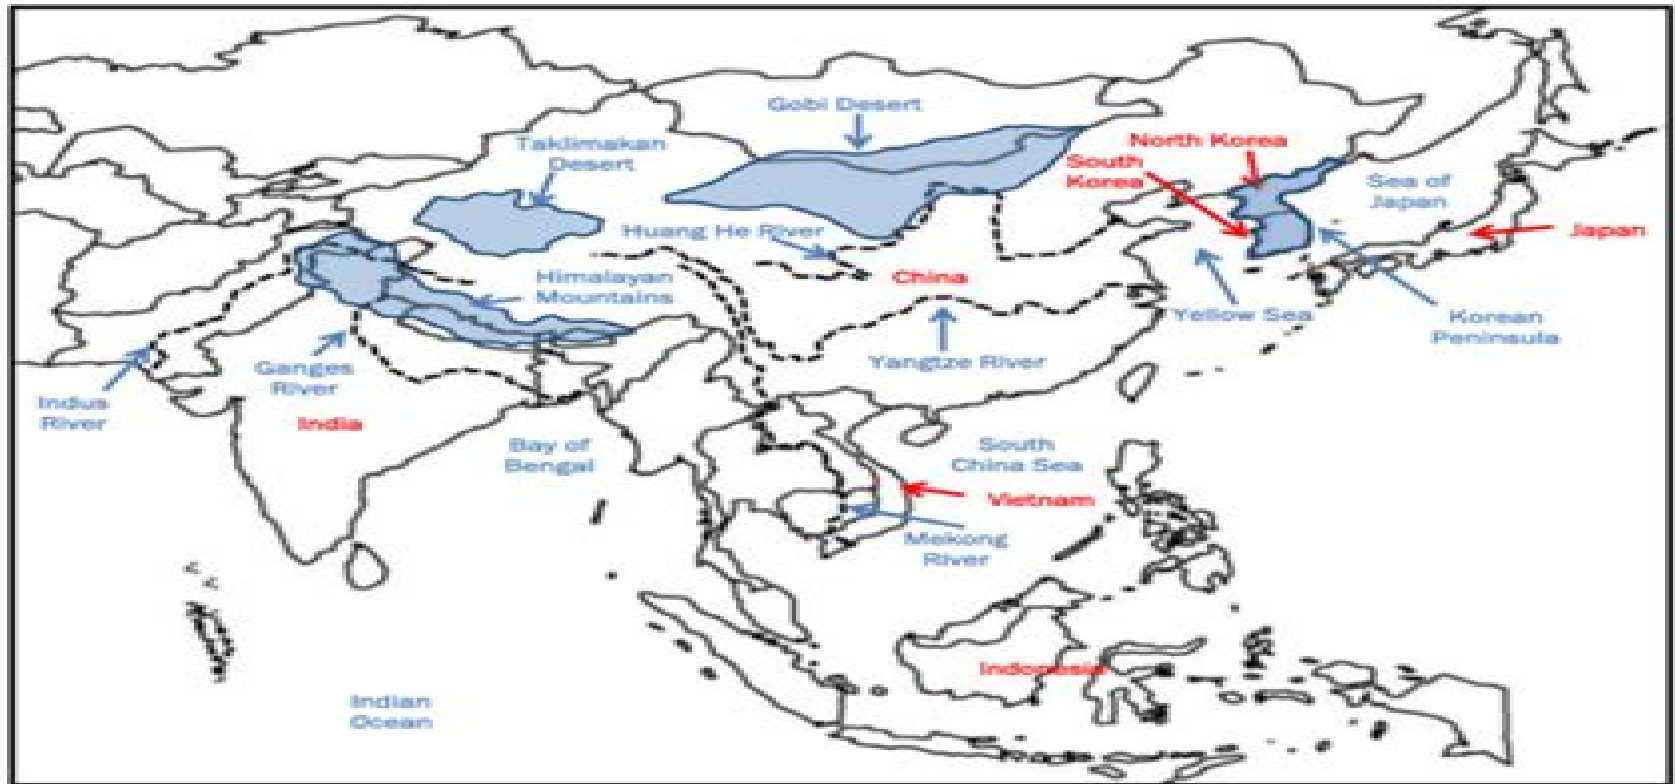 Gobi Desert
Taklimakan
Desert
North Korea
South
Korea
Sea of
Japan
Japan
Huang He River
China
Himalayan
Mountains
Yellow Sea
Korean
Peninsula
Yangtze River
Ganges
River
Indus
River
India
Bay of
Bengal
South
China Sea
Vietnam
Mekong
River
Indonesia
Indian
Ocean